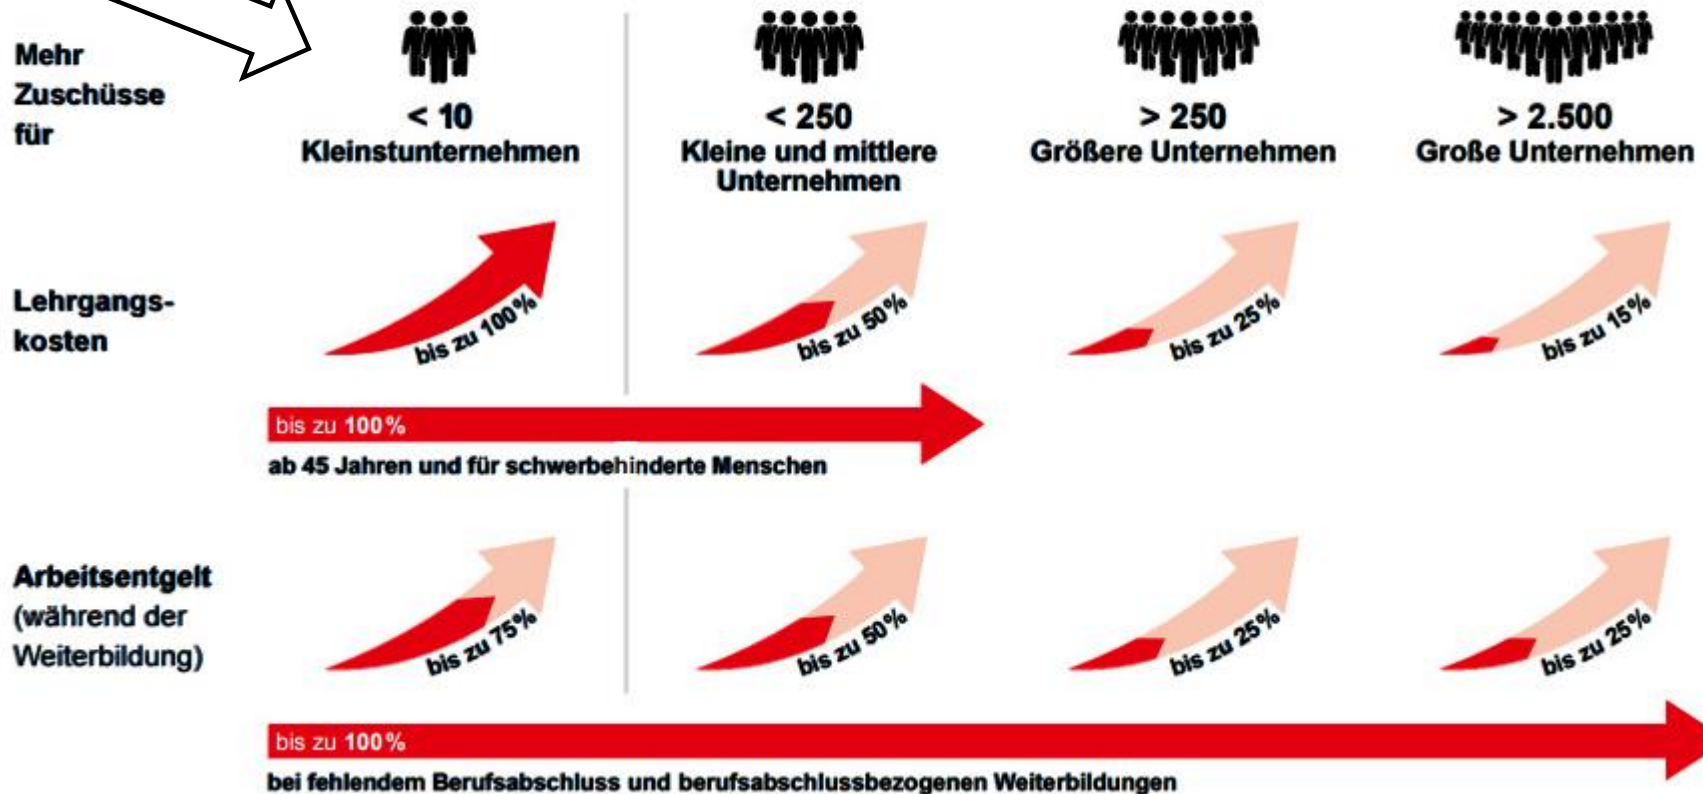 Mehr
Zuschüsse
für
< 10
Kleinstunternehmen
< 250
Kleine und mittlere
Unternehmen
> 250
Größere Unternehmen
> 2.500
Große Unternehmen
Lehrgangs-
kosten
bis zu 100%
bis zu 50%
bis zu 25%
bis zu 15%
bis zu 100%
ab 45 Jahren und für schwerbehinderte Menschen
Arbeitsentgelt
(während der
Weiterbildung)
bis zu 75%
bis zu 50%
bis zu 25%
bis zu 25%
bis zu 100%
bei fehlendem Berufsabschluss und berufsabschlussbezogenen Weiterbildungen